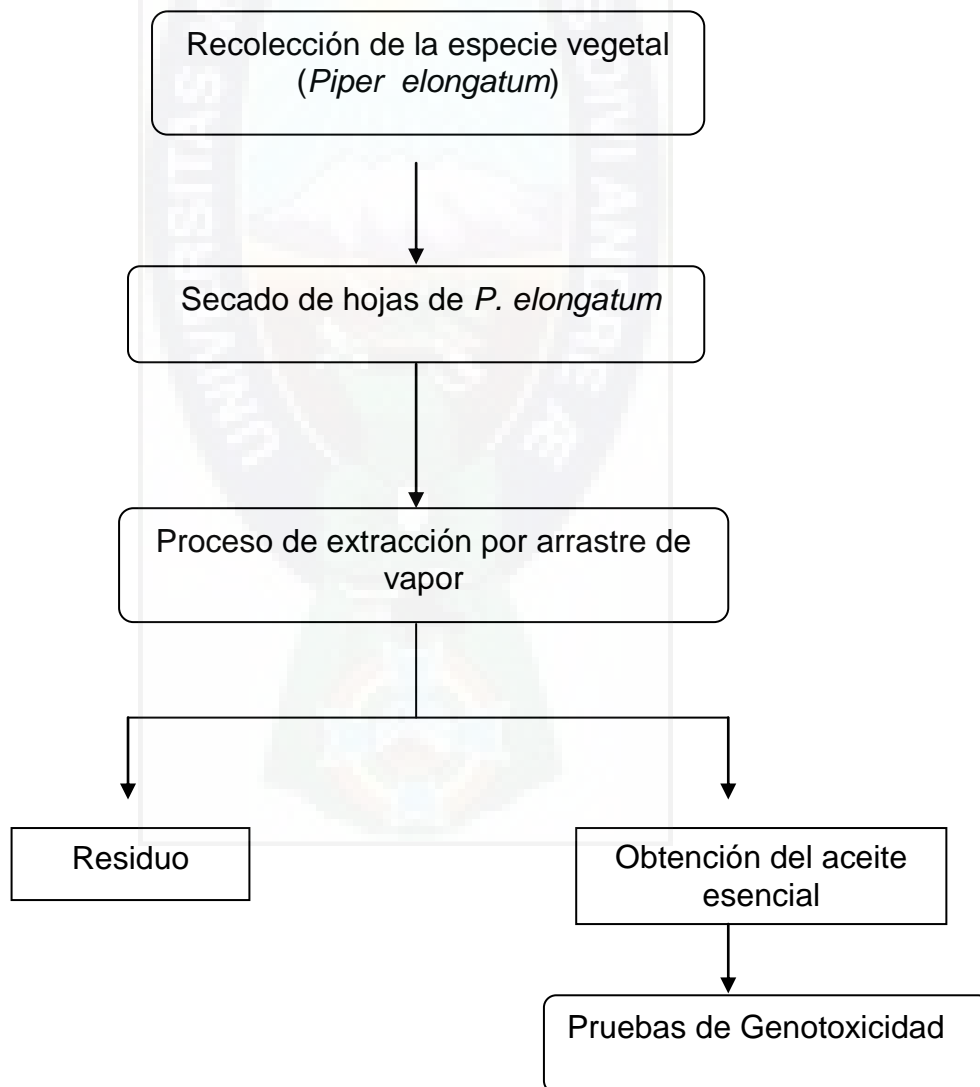 Recolección de la especie vegetal
(Piper elongatum)
Secado de hojas de P. elongatum
Proceso de extracción por arrastre de
vapor
Residuo
Obtención del aceite
esencial
Pruebas de Genotoxicidad